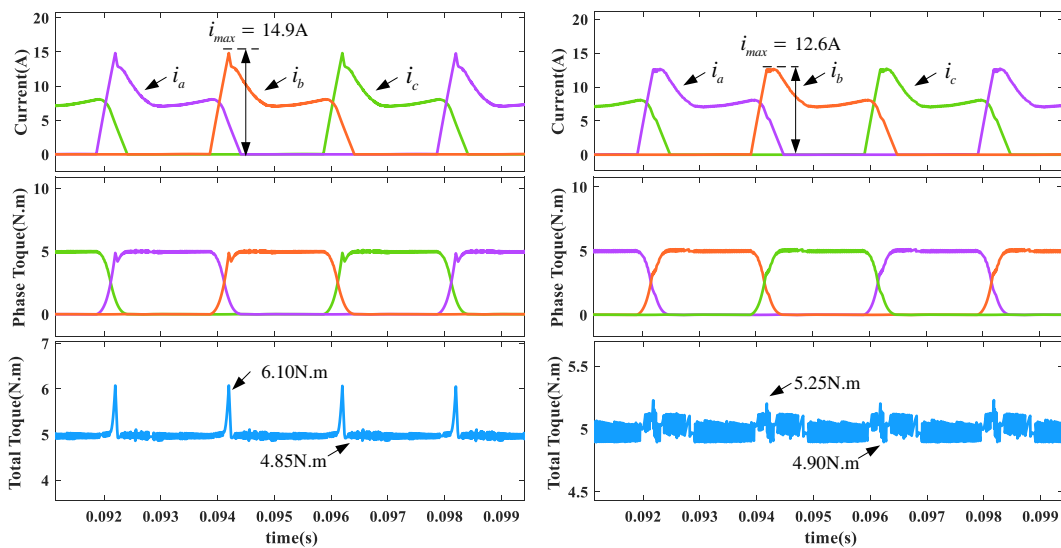 20
15
10
5
0
Current(A)
i_max = 14.9A
i_a
i_b
i_c
10
5
0
Phase Toque(N.m)
7
6
5
4
Total Toque(N.m)
6.10N.m
4.85N.m
0.092 0.093 0.094 0.095 0.096 0.097 0.098 0.099
time(s)
20
15
10
5
0
Current(A)
i_max = 12.6A
i_a
i_b
i_c
10
5
0
Phase Toque(N.m)
5.5
5
4.5
Total Toque(N.m)
5.25N.m
4.90N.m
0.092 0.093 0.094 0.095 0.096 0.097 0.098 0.099
time(s)